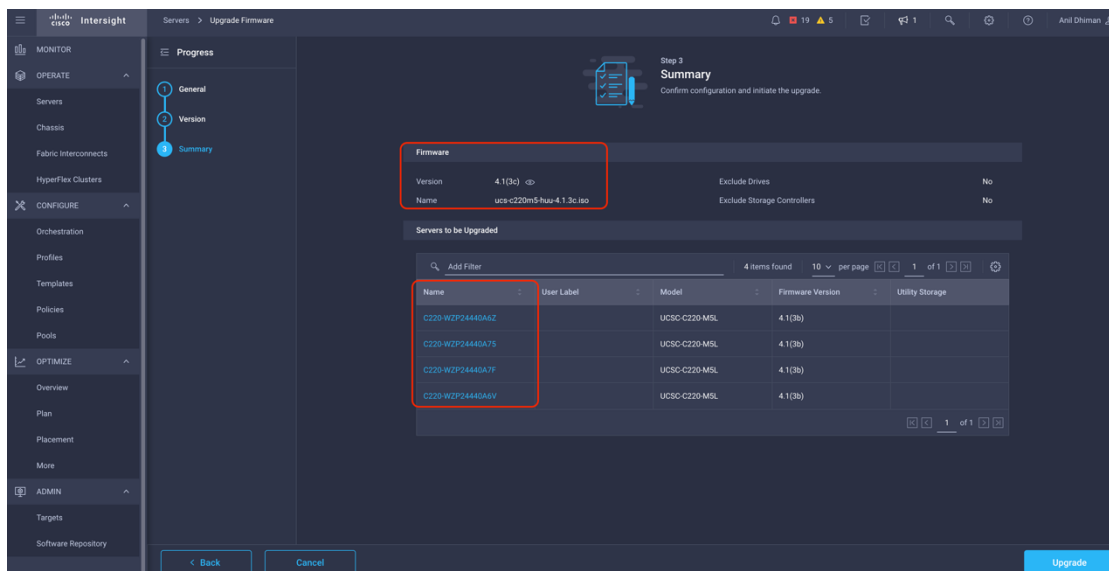 cisco Intersight
Servers > Upgrade Firmware
19 5
1
Anil Dhiman
MONITOR
OPERATE
Servers
Chassis
Fabric Interconnects
HyperFlex Clusters
CONFIGURE
Orchestration
Profiles
Templates
Policies
Pools
OPTIMIZE
Overview
Plan
Placement
More
ADMIN
Targets
Software Repository
Progress
1 General
2 Version
3 Summary
Step 3
Summary
Confirm configuration and initiate the upgrade.
Firmware
Version 4.1(3c) Exclude Drives No
Name ucs-c220m5-huu-4.1.3c.iso Exclude Storage Controllers No
Servers to be Upgraded
Add Filter 4 items found 10 per page 1 of 1
Name User Label Model Firmware Version Utility Storage
C220-WZP24440A6Z UCSC-C220-M5L 4.1(3b)
C220-WZP24440A75 UCSC-C220-M5L 4.1(3b)
C220-WZP24440A7F UCSC-C220-M5L 4.1(3b)
C220-WZP24440A6V UCSC-C220-M5L 4.1(3b)
1 of 1
< Back Cancel Upgrade